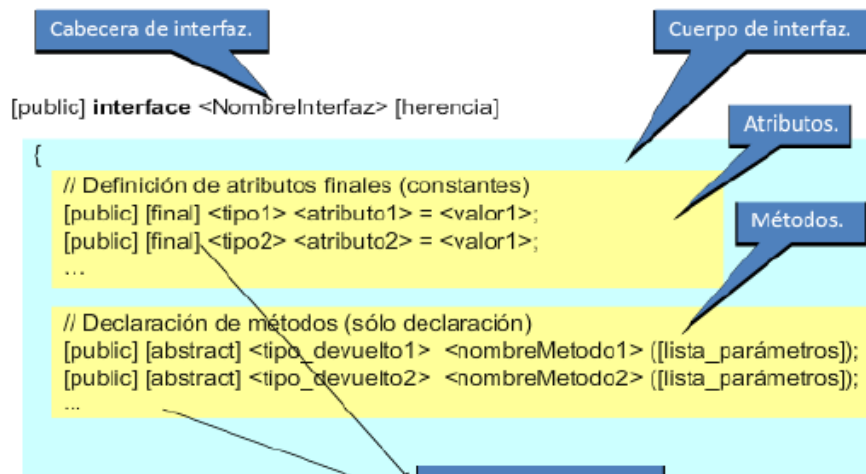 Cabecera de interfaz.
Cuerpo de interfaz.
[public] interface <NombreInterfaz> [herencia]
Atributos.
{
// Definición de atributos finales (constantes)
[public] [final] <tipo1> <atributo1> = <valor1>;
[public] [final] <tipo2> <atributo2> = <valor1>;
...
Métodos.
// Declaración de métodos (sólo declaración)
[public] [abstract] <tipo_devuelto1> <nombreMetodo1> ([lista_parámetros]);
[public] [abstract] <tipo_devuelto2> <nombreMetodo2> ([lista_parámetros]);
...